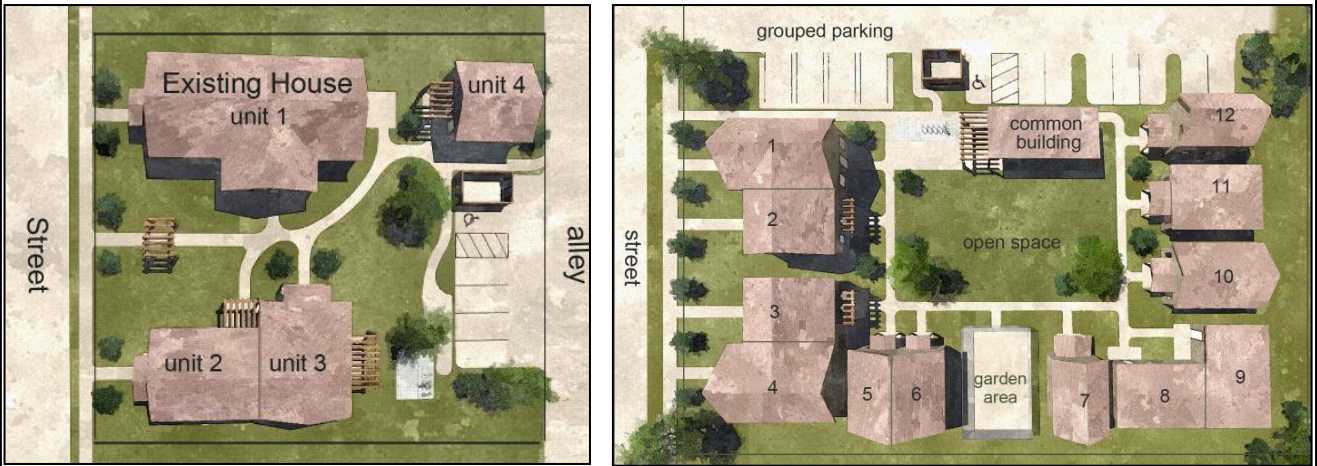 Existing House
unit 1
unit 4
Street
alley
unit 2
unit 3
grouped parking
common
building
12
1
11
2
open space
10
street
3
4
5
6
garden
area
7
8
9